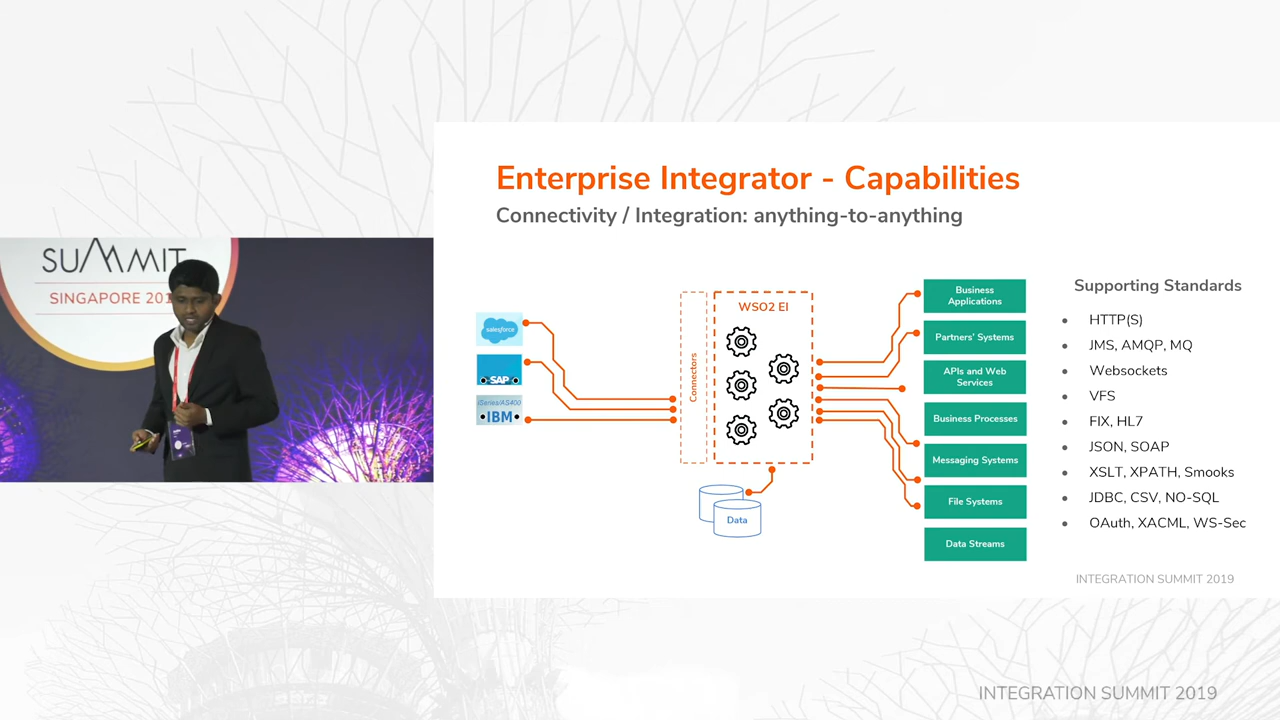 SUMMIT
SINGAPORE 201
Enterprise Integrator - Capabilities
Connectivity / Integration: anything-to-anything
salesforce
SAP
iSeries/AS400
IBM
Connectors
WSO2 EI
Data
Business
Applications
Partners' Systems
APIs and Web
Services
Business Processes
Messaging Systems
File Systems
Data Streams
Supporting Standards
• HTTP(S)
• JMS, AMQP, MQ
• Websockets
• VFS
• FIX, HL7
• JSON, SOAP
• XSLT, XPATH, Smooks
• JDBC, CSV, NO-SQL
• OAuth, XACML, WS-Sec
INTEGRATION SUMMIT 2019
INTEGRATION SUMMIT 2019